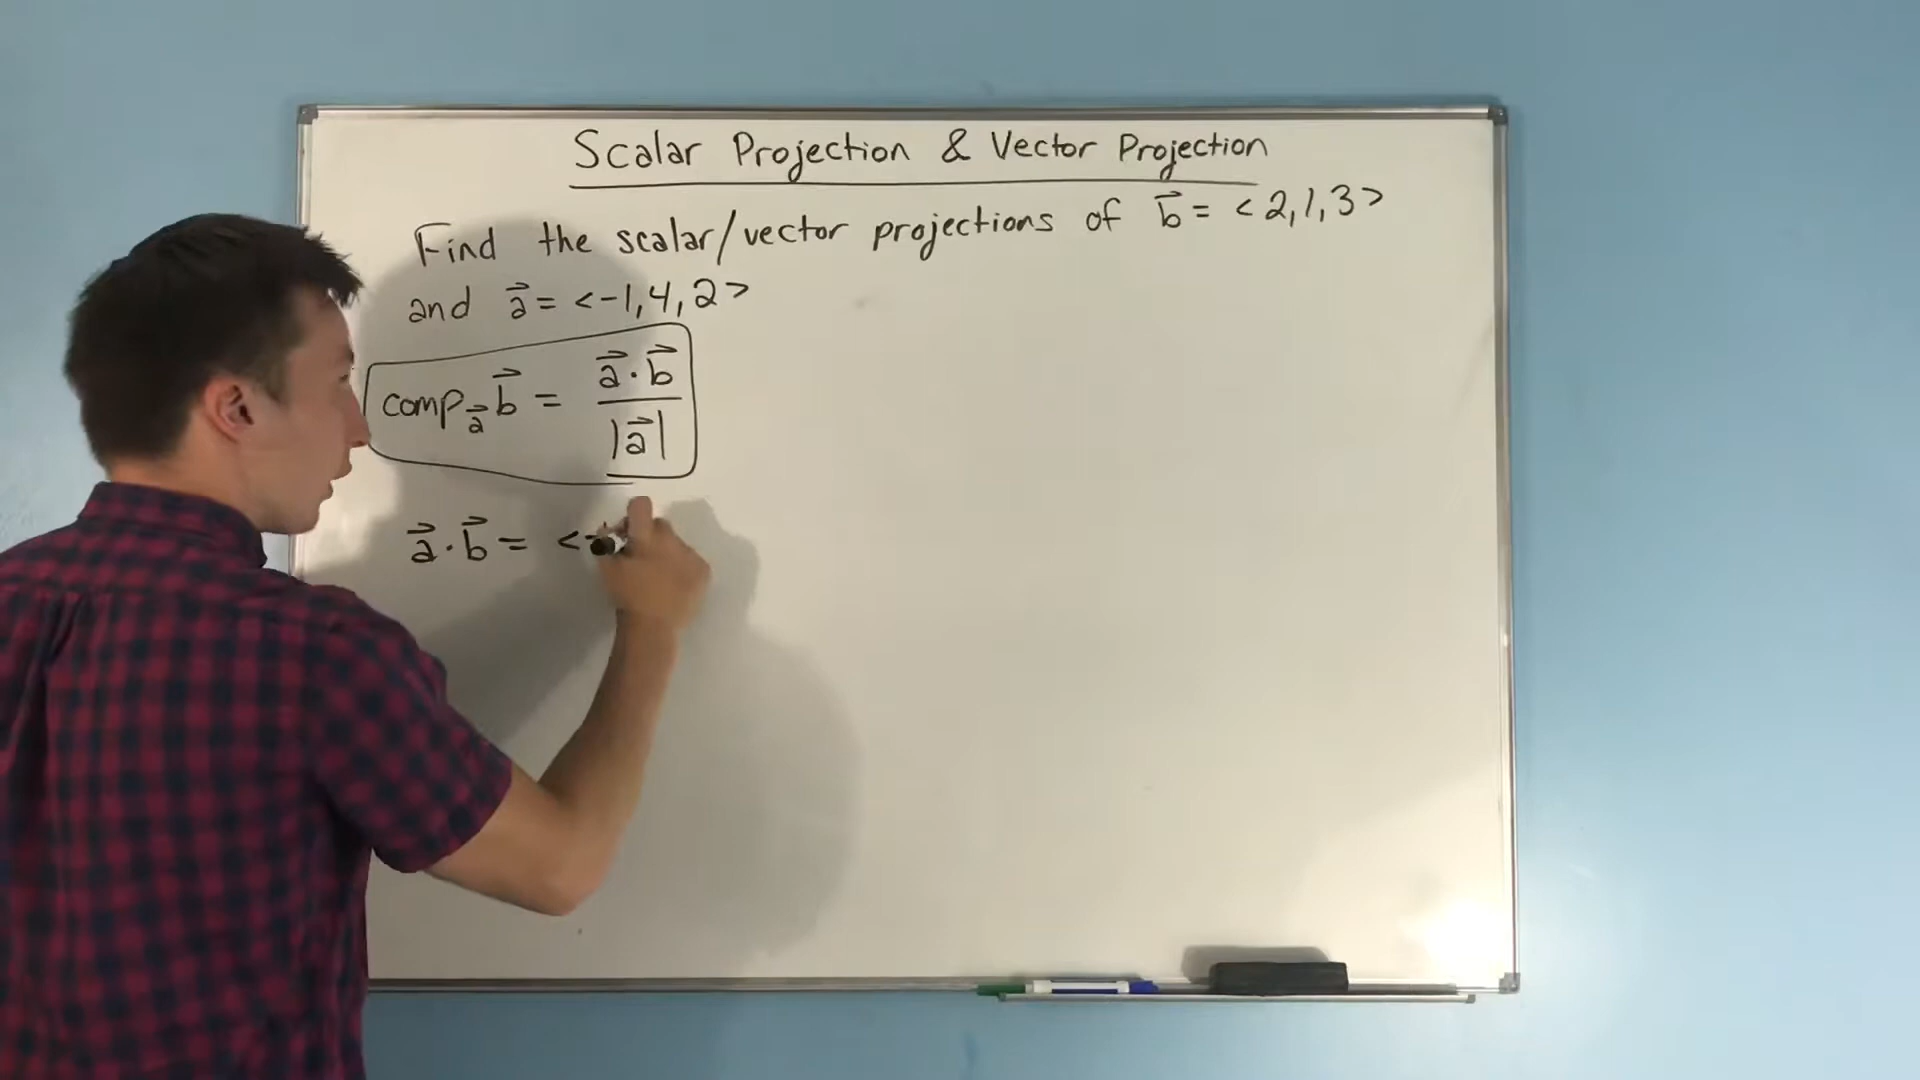 Scalar Projection & Vector Projection
Find the scalar/vector projections of b⃗ = <2,1,3>
and a⃗ = <-1,4,2>
comp_a⃗ b⃗ = a⃗·b⃗ / |a⃗|
a⃗·b⃗ = <-